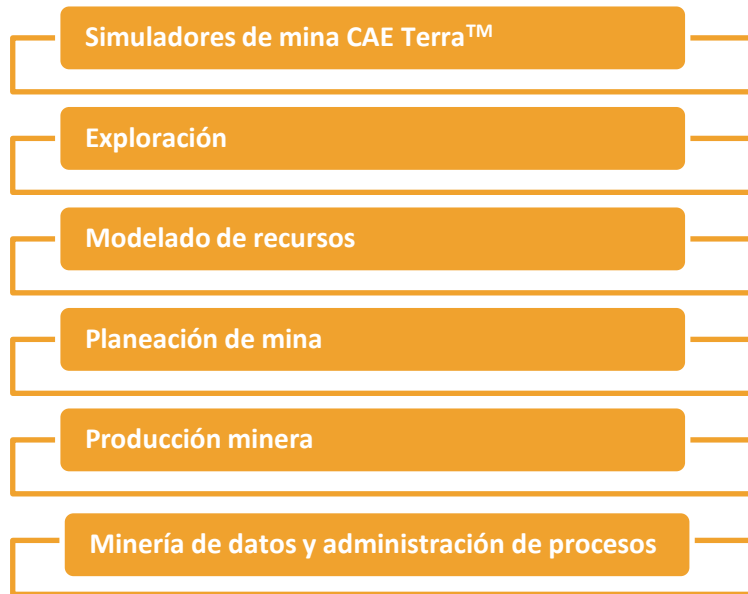 Simuladores de mina CAE Terra™
Exploración
Modelado de recursos
Planeación de mina
Producción minera
Minería de datos y administración de procesos